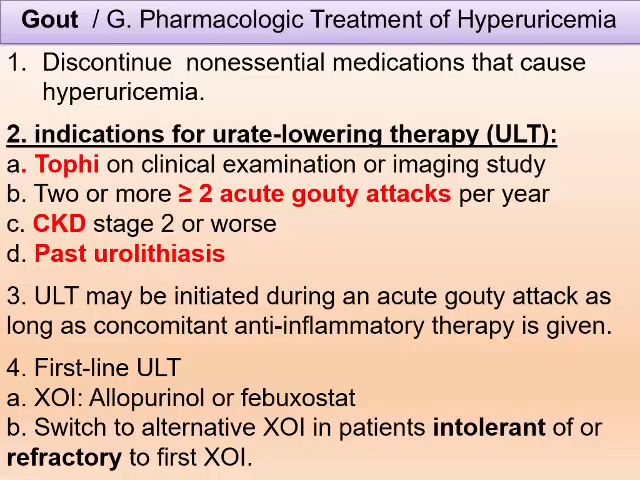 Gout / G. Pharmacologic Treatment of Hyperuricemia
1. Discontinue nonessential medications that cause
hyperuricemia.
2. indications for urate-lowering therapy (ULT):
a. Tophi on clinical examination or imaging study
b. Two or more ≥ 2 acute gouty attacks per year
c. CKD stage 2 or worse
d. Past urolithiasis
3. ULT may be initiated during an acute gouty attack as
long as concomitant anti-inflammatory therapy is given.
4. First-line ULT
a. XOI: Allopurinol or febuxostat
b. Switch to alternative XOI in patients intolerant of or
refractory to first XOI.